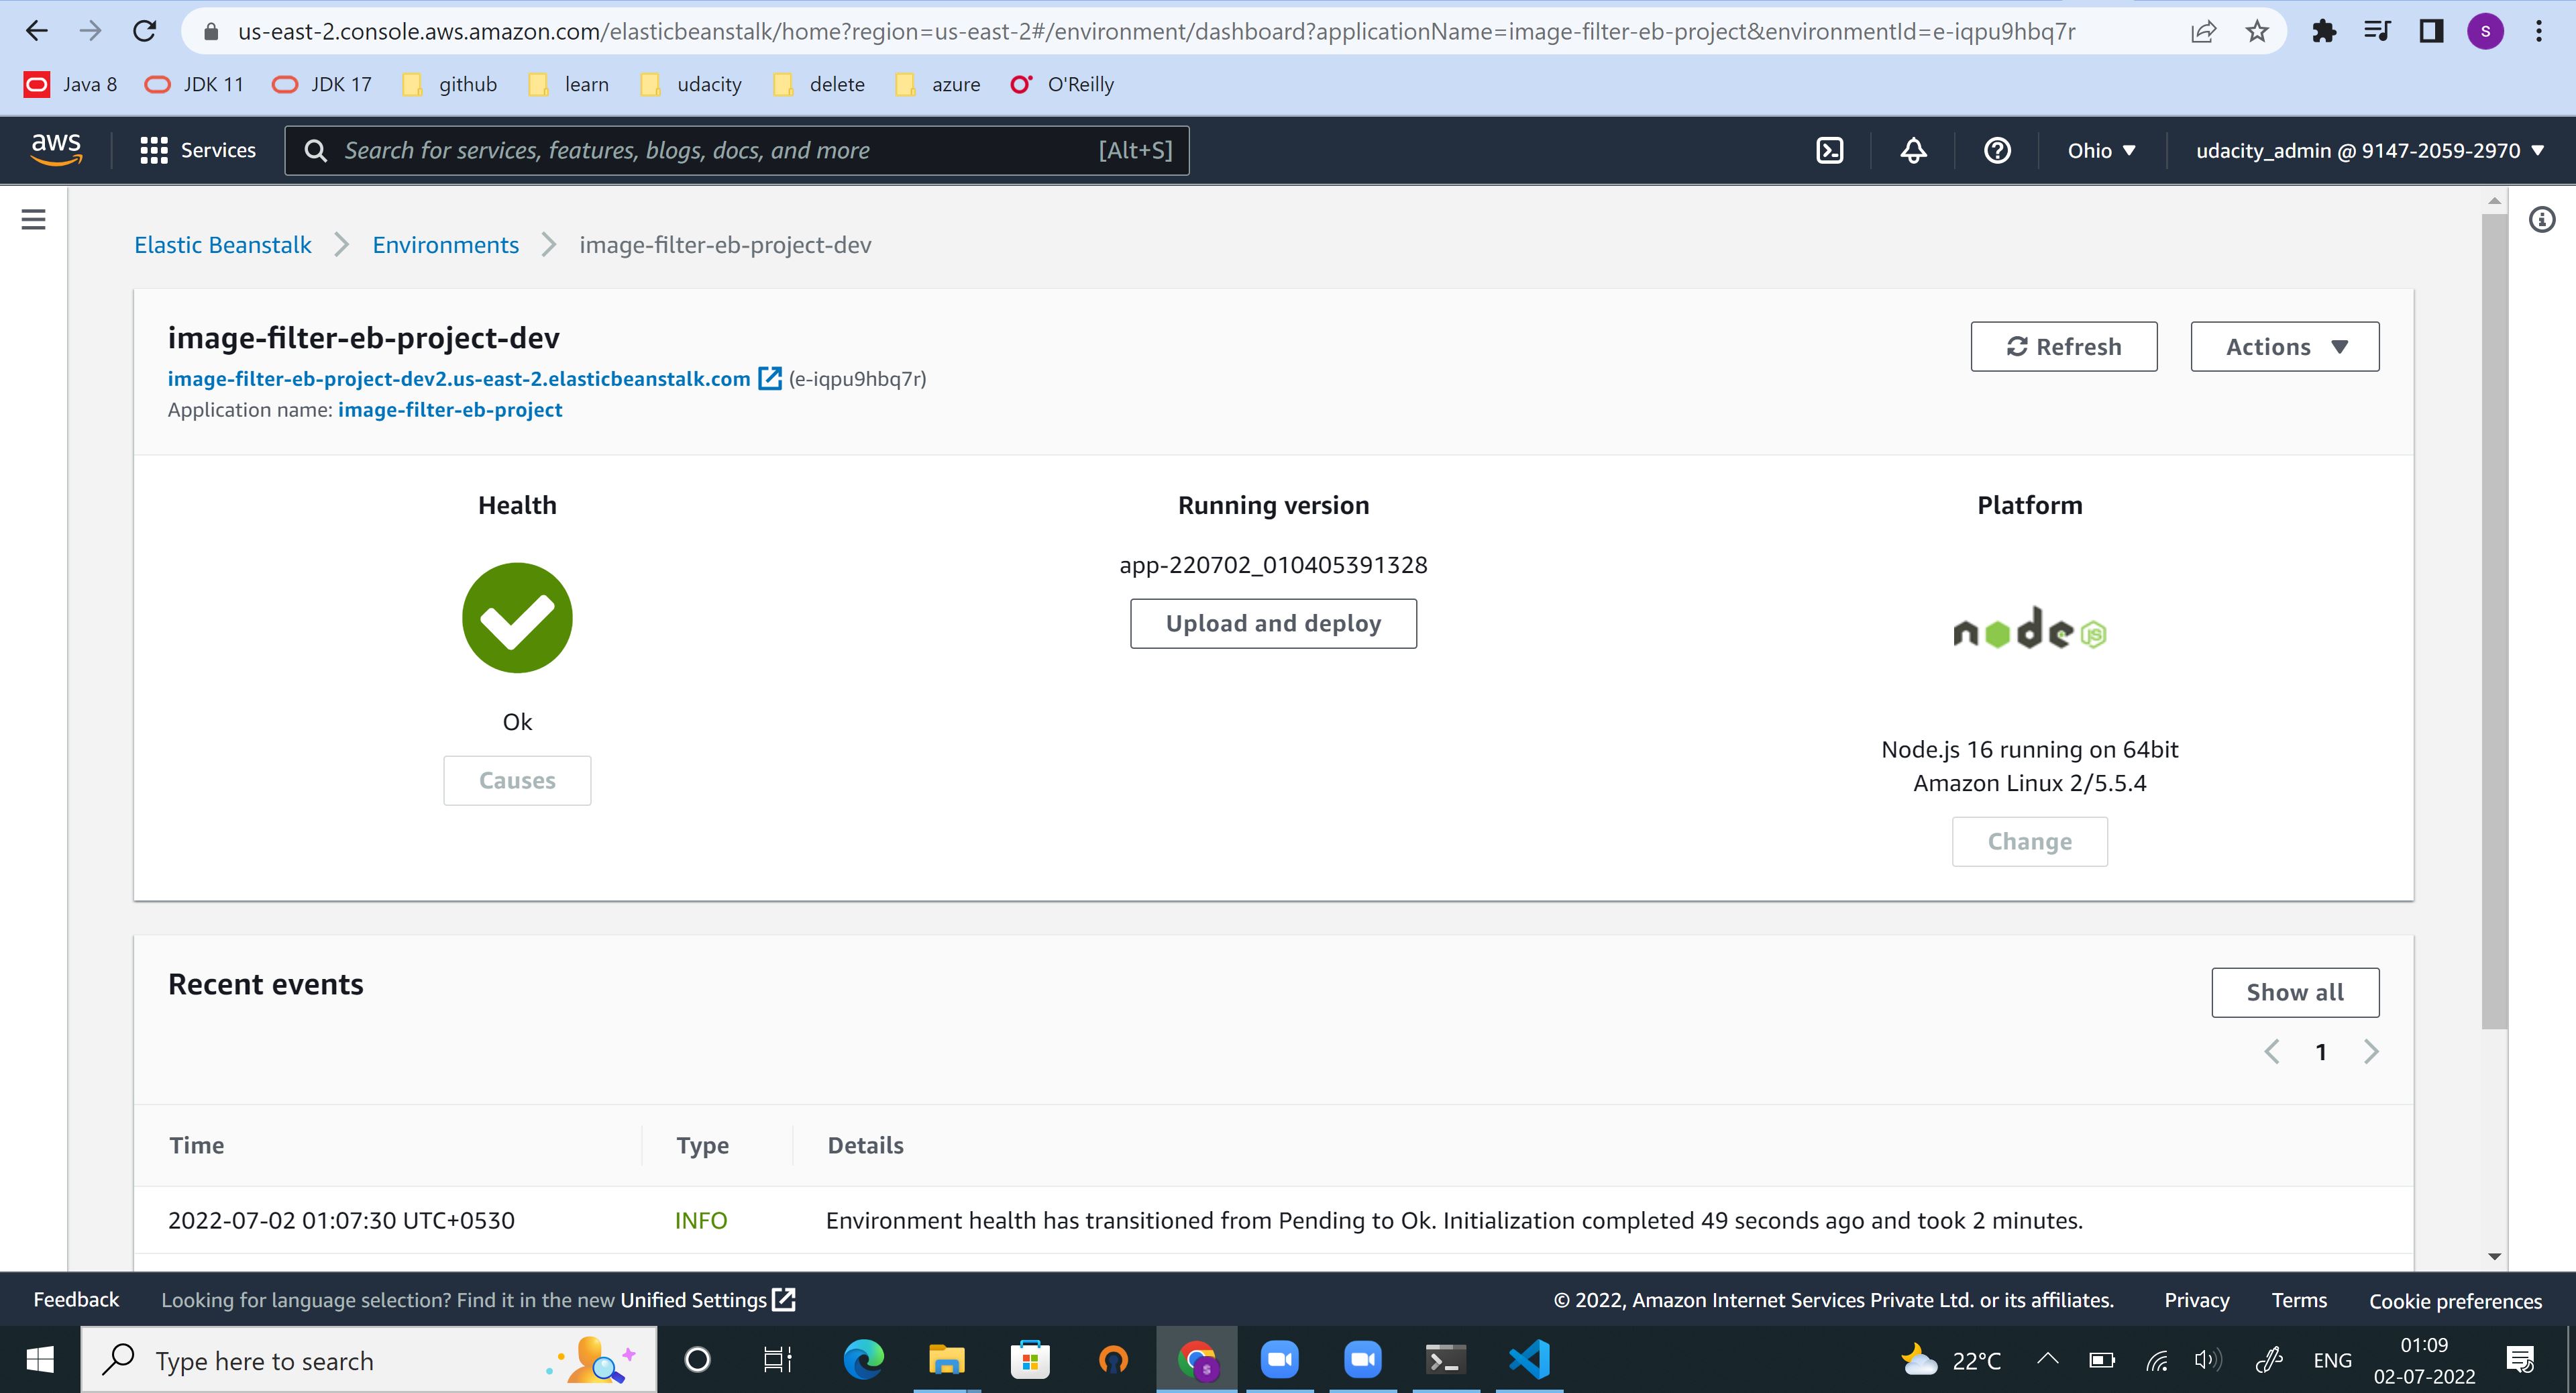 us-east-2.console.aws.amazon.com/elasticbeanstalk/home?region=us-east-2#/environment/dashboard?applicationName=image-filter-eb-project&environmentId=e-iqpu9hbq7r
S
Java 8 JDK 11 JDK 17 github learn udacity delete azure O'Reilly
aws Services Search for services, features, blogs, docs, and more [Alt+S] Ohio udacity_admin @ 9147-2059-2970
Elastic Beanstalk Environments image-filter-eb-project-dev
image-filter-eb-project-dev
Refresh Actions
image-filter-eb-project-dev2.us-east-2.elasticbeanstalk.com (e-iqpu9hbq7r)
Application name: image-filter-eb-project
Health Running version Platform
app-220702_010405391328
Upload and deploy
node JS
Ok
Causes
Node.js 16 running on 64bit
Amazon Linux 2/5.5.4
Change
Recent events
Show all
1
Time Type Details
2022-07-02 01:07:30 UTC+0530 INFO Environment health has transitioned from Pending to Ok. Initialization completed 49 seconds ago and took 2 minutes.
Feedback Looking for language selection? Find it in the new Unified Settings © 2022, Amazon Internet Services Private Ltd. or its affiliates. Privacy Terms Cookie preferences
Type here to search 22°C ENG 01:09
02-07-2022